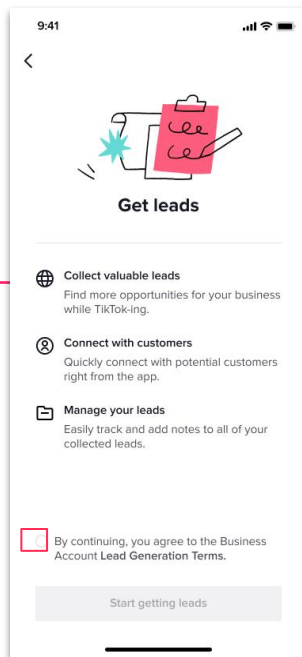 9:41
Get leads
Collect valuable leads
Find more opportunities for your business
while TikTok-ing.
Connect with customers
Quickly connect with potential customers
right from the app.
Manage your leads
Easily track and add notes to all of your
collected leads.
By continuing, you agree to the Business
Account Lead Generation Terms.
Start getting leads